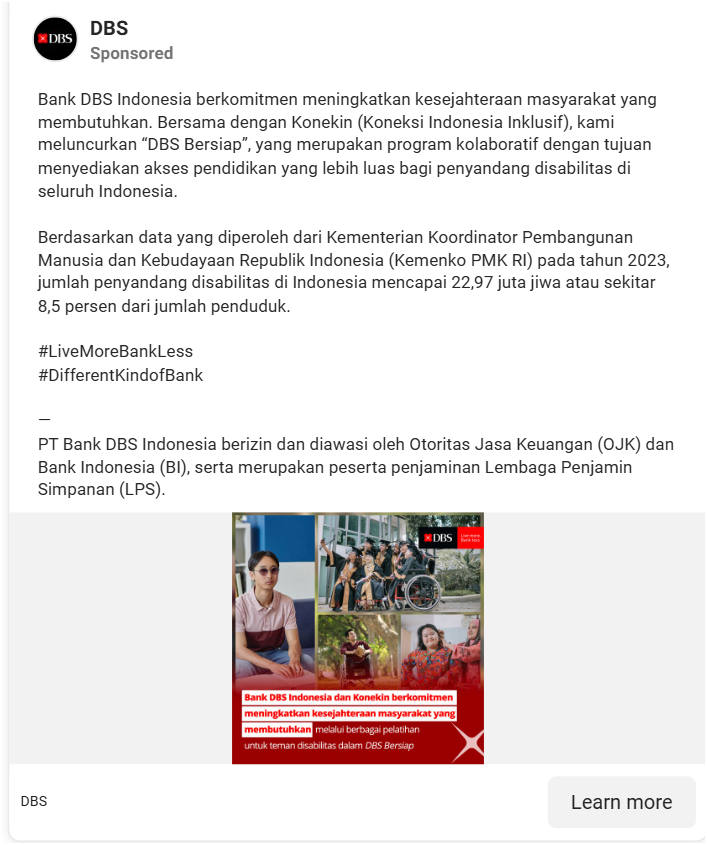 DBS
DBS
Sponsored
Bank DBS Indonesia berkomitmen meningkatkan kesejahteraan masyarakat yang
membutuhkan. Bersama dengan Konekin (Koneksi Indonesia Inklusif), kami
meluncurkan “DBS Bersiap”, yang merupakan program kolaboratif dengan tujuan
menyediakan akses pendidikan yang lebih luas bagi penyandang disabilitas di
seluruh Indonesia.
Berdasarkan data yang diperoleh dari Kementerian Koordinator Pembangunan
Manusia dan Kebudayaan Republik Indonesia (Kemenko PMK RI) pada tahun 2023,
jumlah penyandang disabilitas di Indonesia mencapai 22,97 juta jiwa atau sekitar
8,5 persen dari jumlah penduduk.
#LiveMoreBankLess
#DifferentKindofBank
—
PT Bank DBS Indonesia berizin dan diawasi oleh Otoritas Jasa Keuangan (OJK) dan
Bank Indonesia (BI), serta merupakan peserta penjaminan Lembaga Penjamin
Simpanan (LPS).
DBS
Live more,
Bank less
Bank DBS Indonesia dan Konekin berkomitmen
meningkatkan kesejahteraan masyarakat yang
membutuhkan melalui berbagai pelatihan
untuk teman disabilitas dalam DBS Bersiap
DBS
Learn more